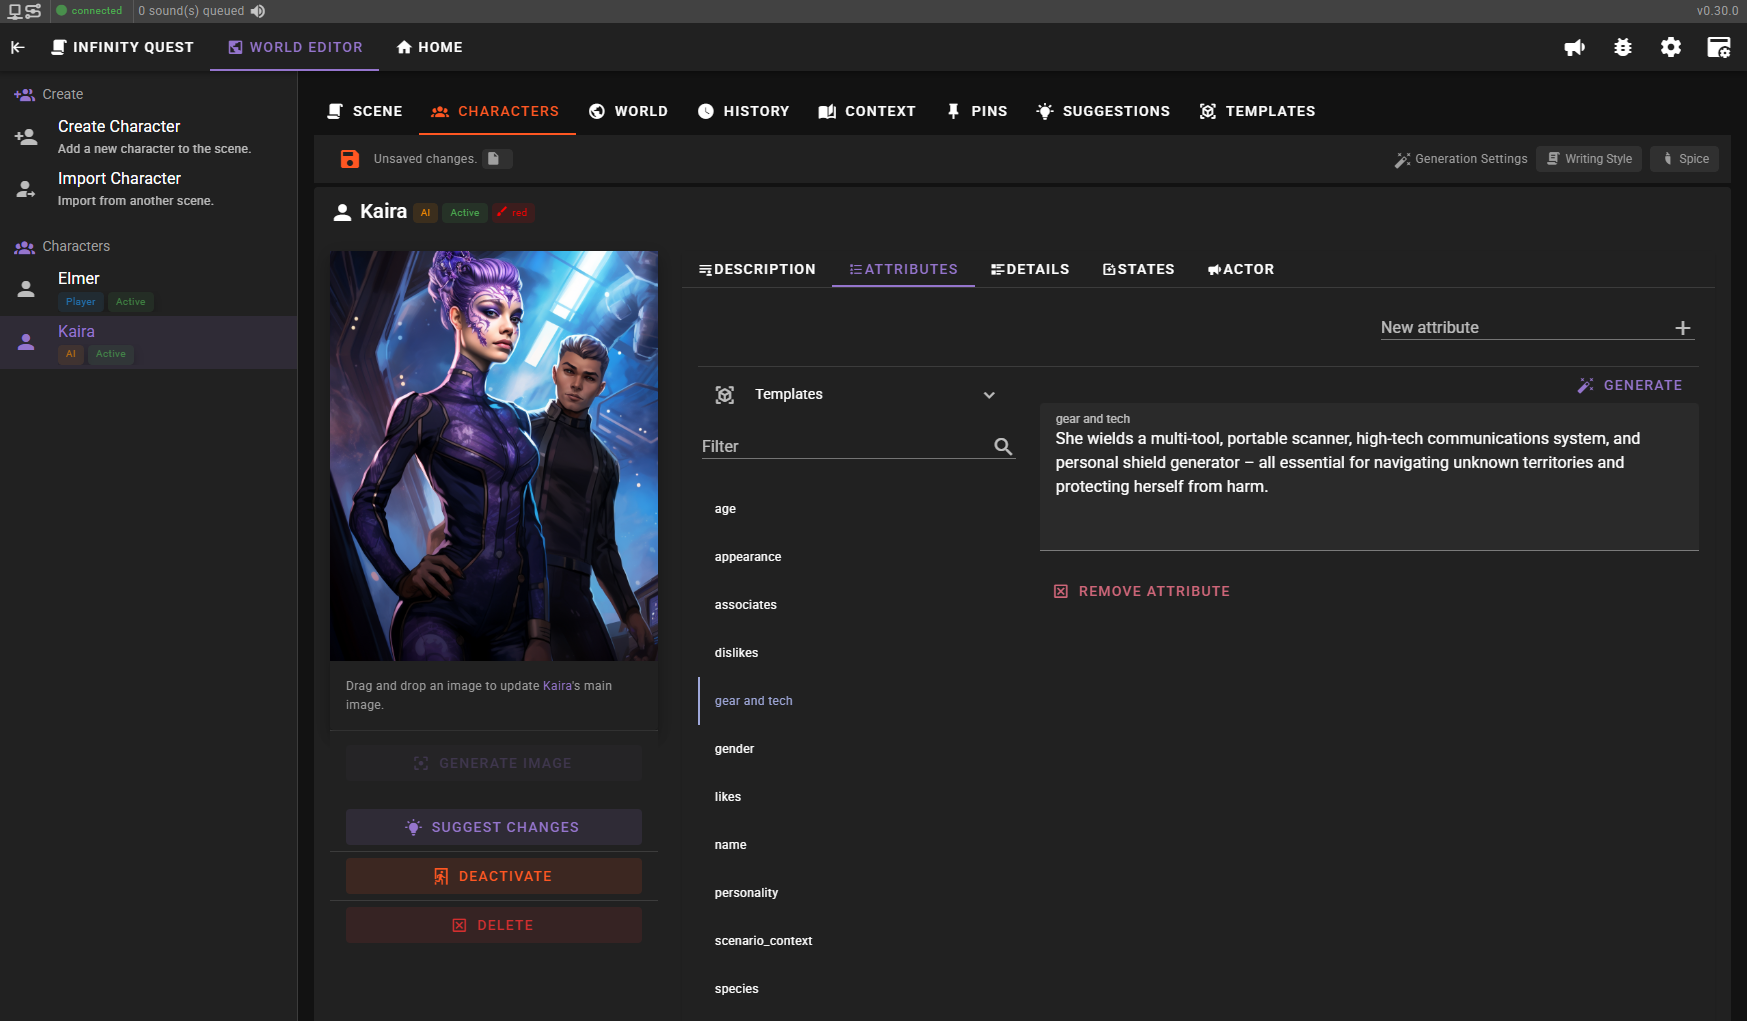 connected
0 sound(s) queued
v0.30.0
INFINITY QUEST
WORLD EDITOR
HOME
Create
Create Character
Add a new character to the scene.
Import Character
Import from another scene.
Characters
Elmer
Player
Active
Kaira
AI
Active
SCENE
CHARACTERS
WORLD
HISTORY
CONTEXT
PINS
SUGGESTIONS
TEMPLATES
Unsaved changes.
Generation Settings
Writing Style
Spice
Kaira
AI
Active
red
Drag and drop an image to update Kaira's main
image.
GENERATE IMAGE
SUGGEST CHANGES
DEACTIVATE
DELETE
DESCRIPTION
ATTRIBUTES
DETAILS
STATES
ACTOR
New attribute
Templates
Filter
age
appearance
associates
dislikes
gear and tech
gender
likes
name
personality
scenario_context
species
GENERATE
gear and tech
She wields a multi-tool, portable scanner, high-tech communications system, and
personal shield generator – all essential for navigating unknown territories and
protecting herself from harm.
REMOVE ATTRIBUTE